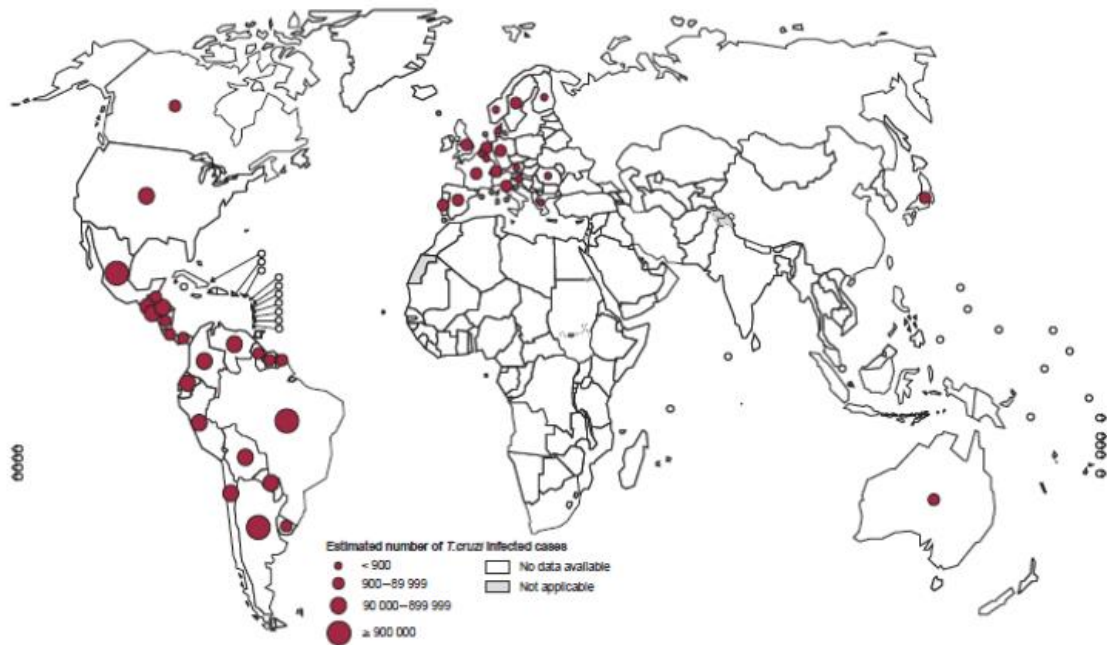 Estimated number of T.cruzi infected cases
< 900
900–89 999
90 000–899 999
≥ 900 000
No data available
Not applicable